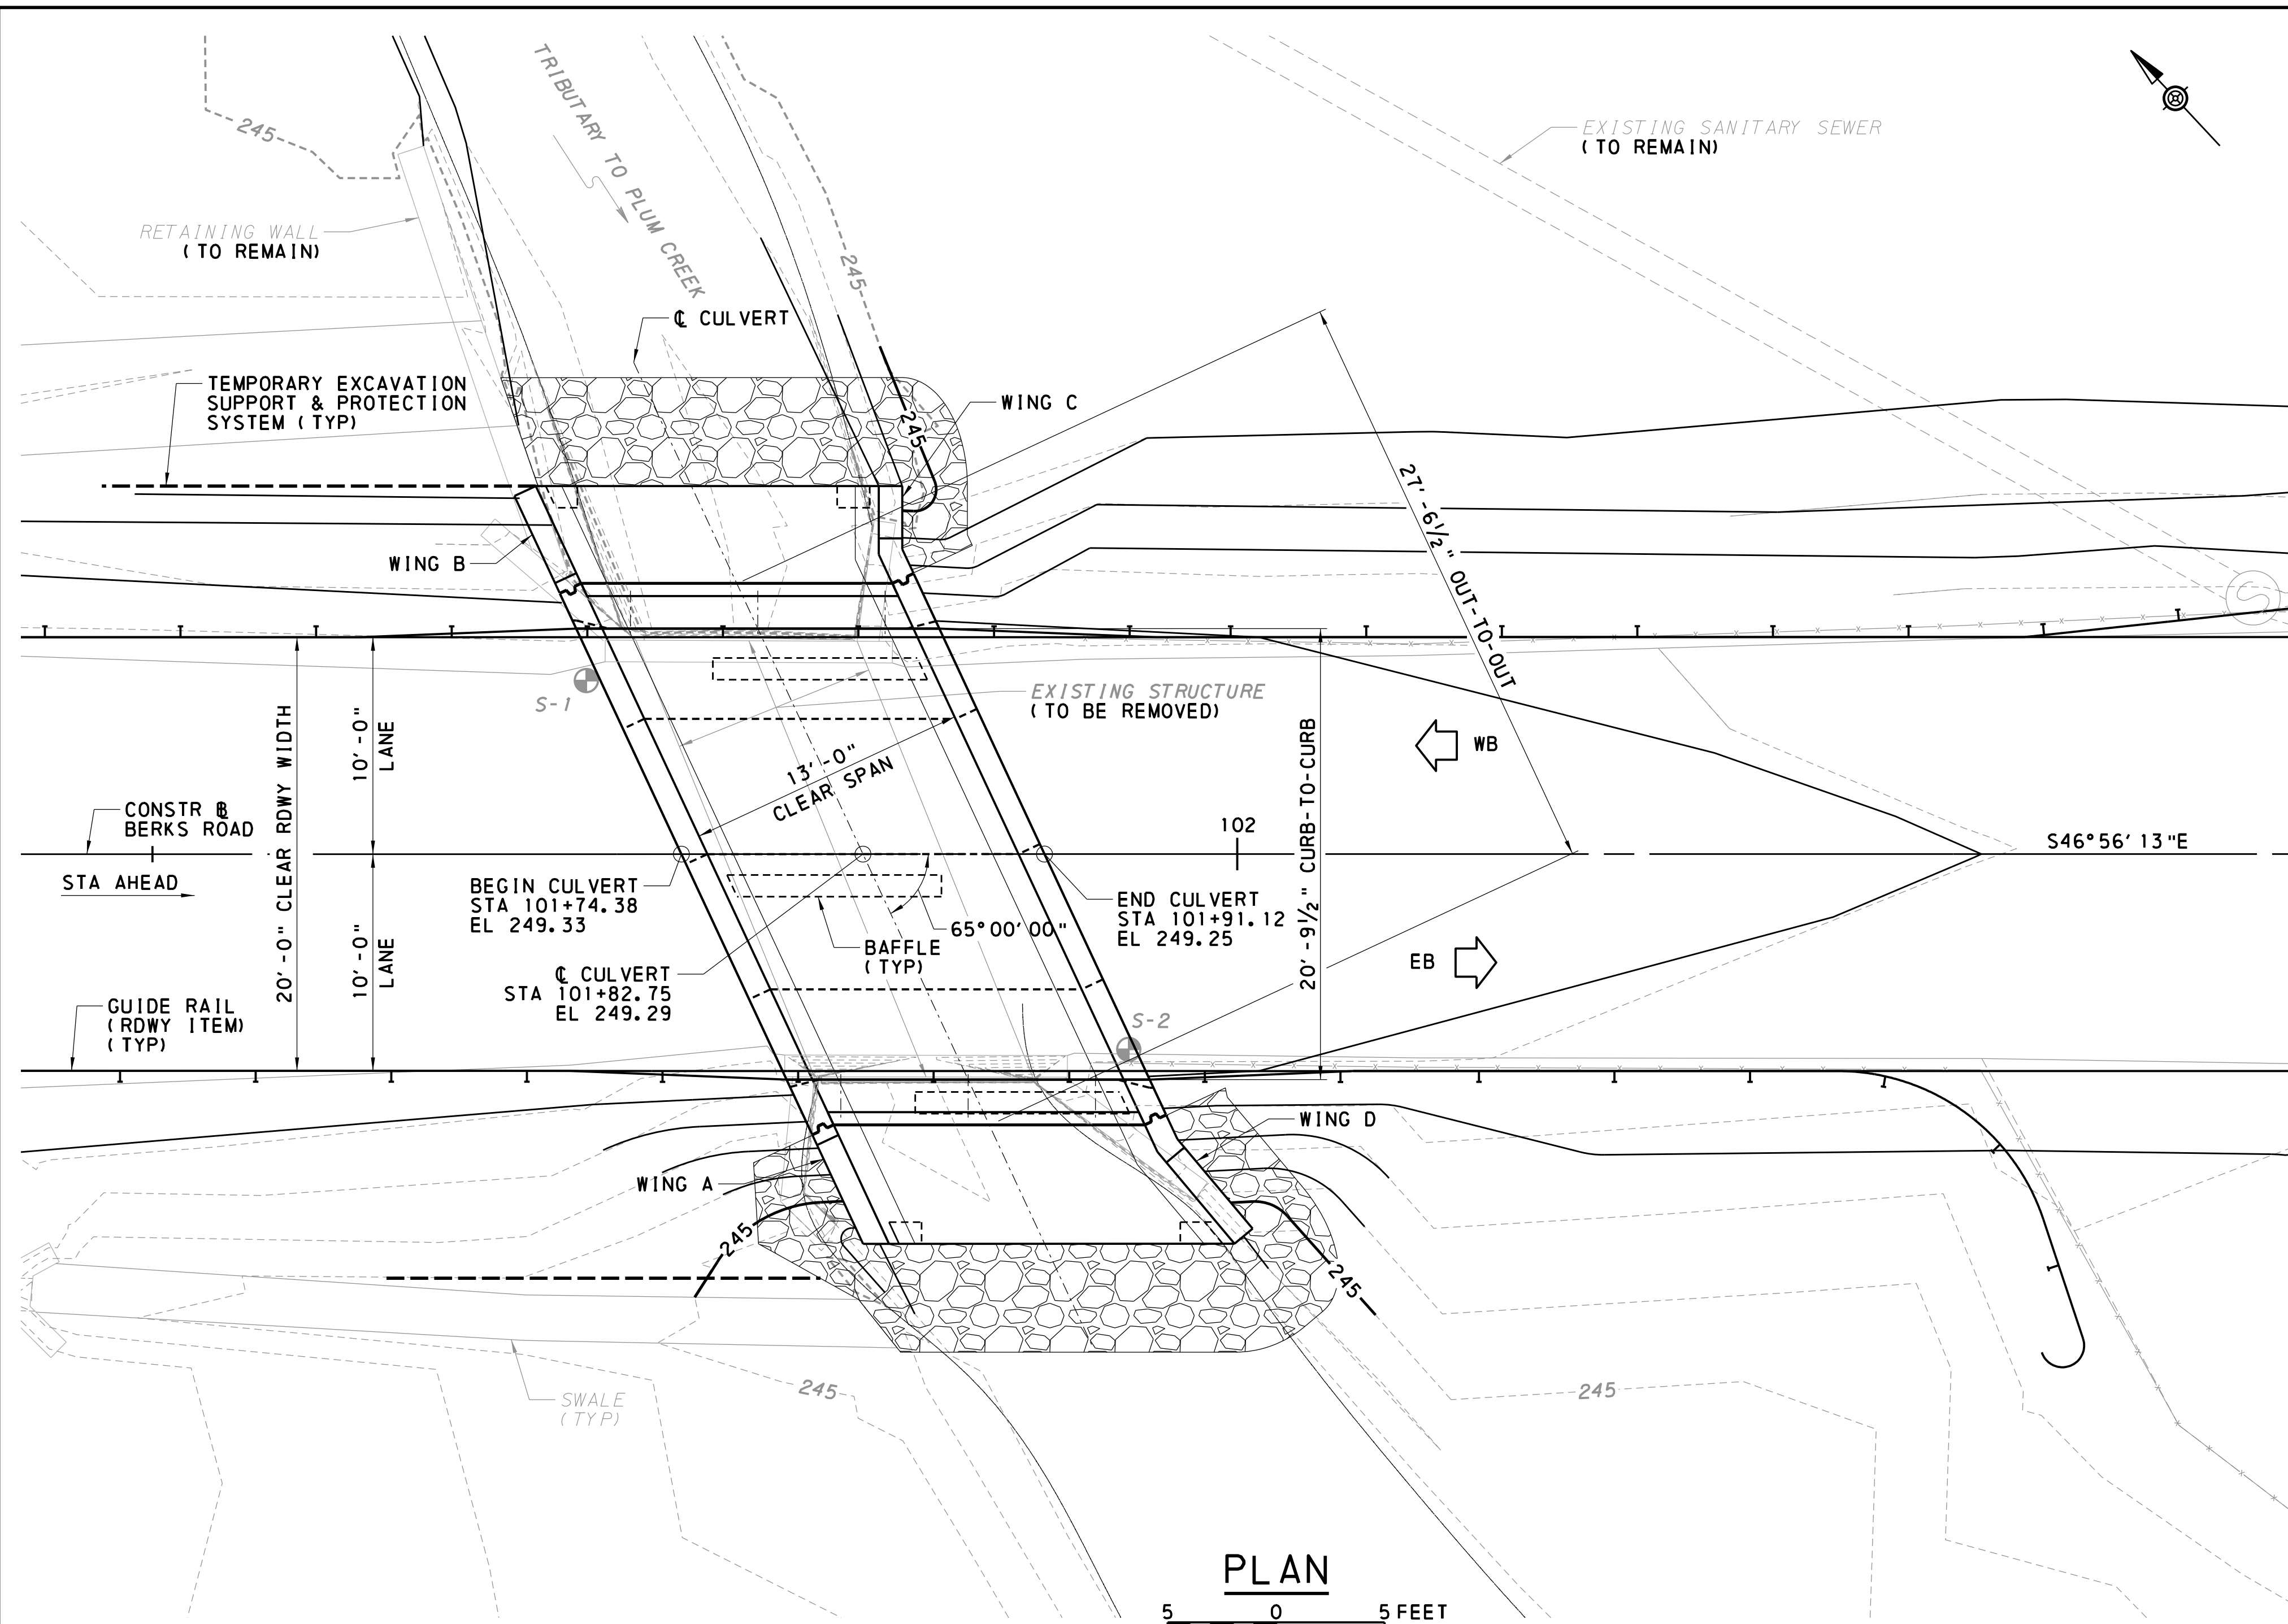 TRIBUTARY TO PLUM CREEK
245
EXISTING SANITARY SEWER
(TO REMAIN)
RETAINING WALL
(TO REMAIN)
245
℄ CULVERT
TEMPORARY EXCAVATION
SUPPORT & PROTECTION
SYSTEM (TYP)
WING C
245
27'-6½" OUT-TO-OUT
WING B
S
S-1
EXISTING STRUCTURE
(TO BE REMOVED)
20'-0" CLEAR RDWY WIDTH
10'-0"
LANE
13'-0"
CLEAR SPAN
20'-9½" CURB-TO-CURB
WB
CONSTR B̲L̲
BERKS ROAD
102
S46°56'13"E
STA AHEAD
BEGIN CULVERT
STA 101+74.38
EL 249.33
END CULVERT
STA 101+91.12
EL 249.25
65°00'00"
BAFFLE
(TYP)
10'-0"
LANE
EB
℄ CULVERT
STA 101+82.75
EL 249.29
GUIDE RAIL
(RDWY ITEM)
(TYP)
S-2
WING D
WING A
245
245
SWALE
(TYP)
245
245
PLAN
5 0 5 FEET